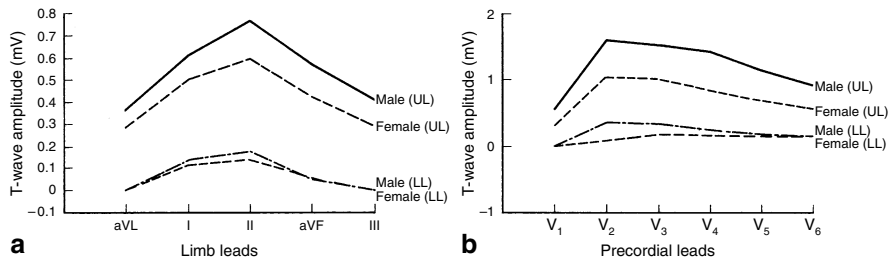 T-wave amplitude (mV)
0.8
0.7
0.6
0.5
0.4
0.3
0.2
0.1
0
–0.1
Male (UL)
Female (UL)
Male (LL)
Female (LL)
aVL I II aVF III
Limb leads
a
T-wave amplitude (mV)
2
1
0
–1
Male (UL)
Female (UL)
Male (LL)
Female (LL)
V1 V2 V3 V4 V5 V6
Precordial leads
b